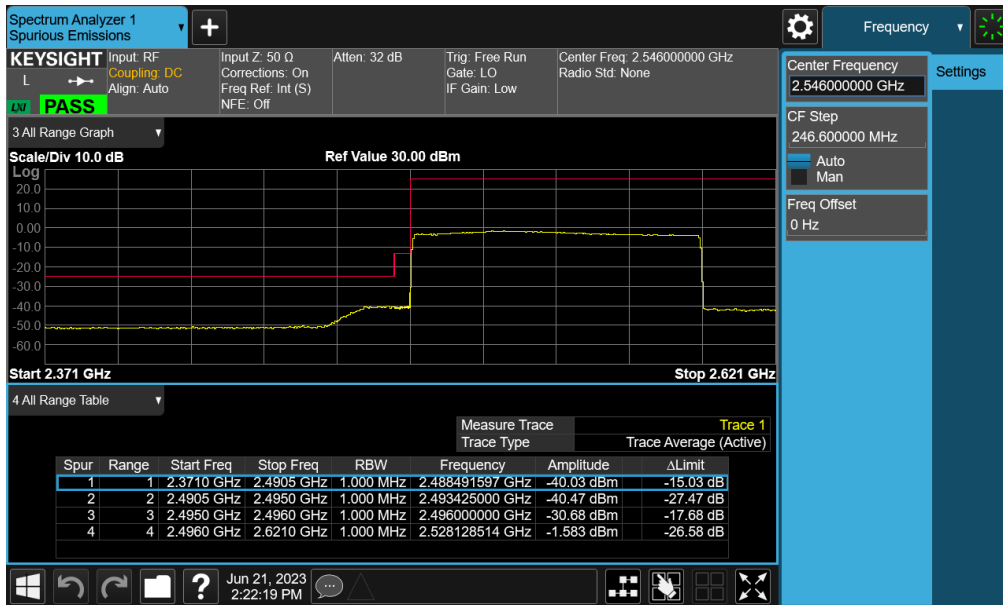 Spectrum Analyzer 1
Spurious Emissions
+
Frequency
KEYSIGHT
L
LXI
PASS
Input: RF
Coupling: DC
Align: Auto
Input Z: 50 Ω
Corrections: On
Freq Ref: Int (S)
NFE: Off
Atten: 32 dB
Trig: Free Run
Gate: LO
IF Gain: Low
Center Freq: 2.546000000 GHz
Radio Std: None
Center Frequency
2.546000000 GHz
Settings
CF Step
246.600000 MHz
Auto
Man
Freq Offset
0 Hz
3 All Range Graph
Scale/Div 10.0 dB
Ref Value 30.00 dBm
Log
20.0
10.0
0.00
-10.0
-20.0
-30.0
-40.0
-50.0
-60.0
Start 2.371 GHz
Stop 2.621 GHz
4 All Range Table
Measure Trace Trace 1
Trace Type Trace Average (Active)
Spur Range Start Freq Stop Freq RBW Frequency Amplitude ΔLimit
1 1 2.3710 GHz 2.4905 GHz 1.000 MHz 2.488491597 GHz -40.03 dBm -15.03 dB
2 2 2.4905 GHz 2.4950 GHz 1.000 MHz 2.493425000 GHz -40.47 dBm -27.47 dB
3 3 2.4950 GHz 2.4960 GHz 1.000 MHz 2.496000000 GHz -30.68 dBm -17.68 dB
4 4 2.4960 GHz 2.6210 GHz 1.000 MHz 2.528128514 GHz -1.583 dBm -26.58 dB
?
Jun 21, 2023
2:22:19 PM